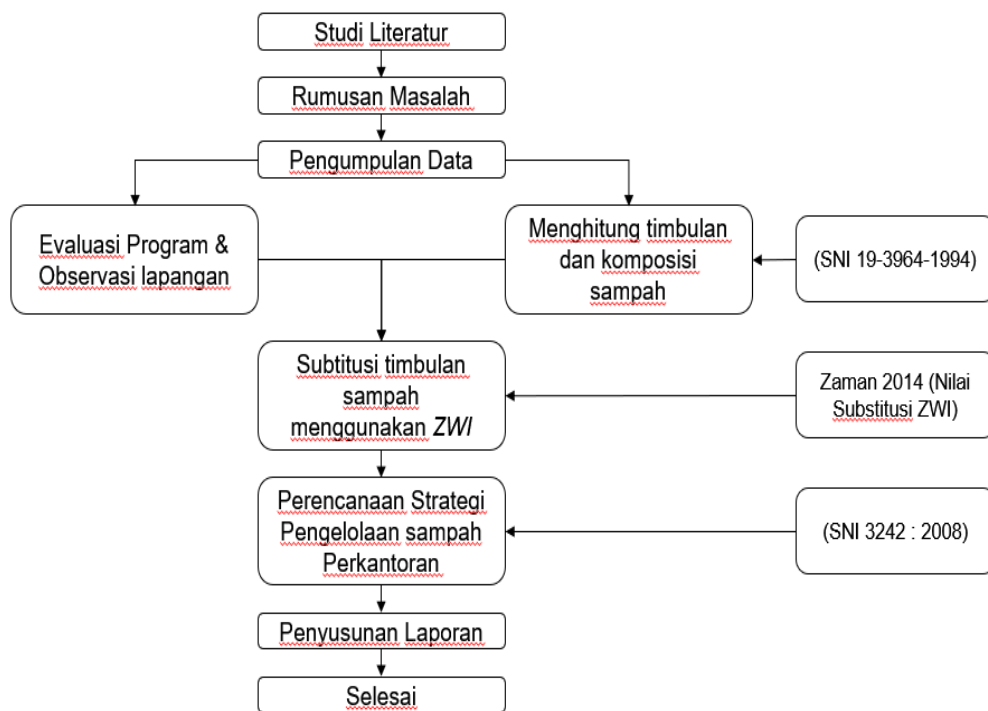 Studi Literatur
Rumusan Masalah
Pengumpulan Data
Evaluasi Program &
Observasi lapangan
Menghitung timbulan
dan komposisi
sampah
(SNI 19-3964-1994)
Subtitusi timbulan
sampah
menggunakan ZWI
Zaman 2014 (Nilai
Substitusi ZWI)
Perencanaan Strategi
Pengelolaan sampah
Perkantoran
(SNI 3242 : 2008)
Penyusunan Laporan
Selesai